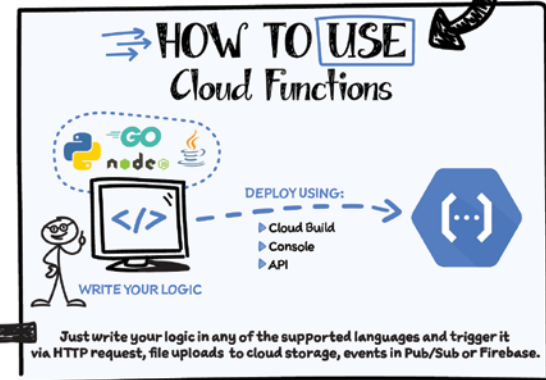 HOW TO USE
Cloud Functions
GO
node
JS
</>
DEPLOY USING:
Cloud Build
Console
API
{···}
WRITE YOUR LOGIC
Just write your logic in any of the supported languages and trigger it
via HTTP request, file uploads to cloud storage, events in Pub/Sub or Firebase.